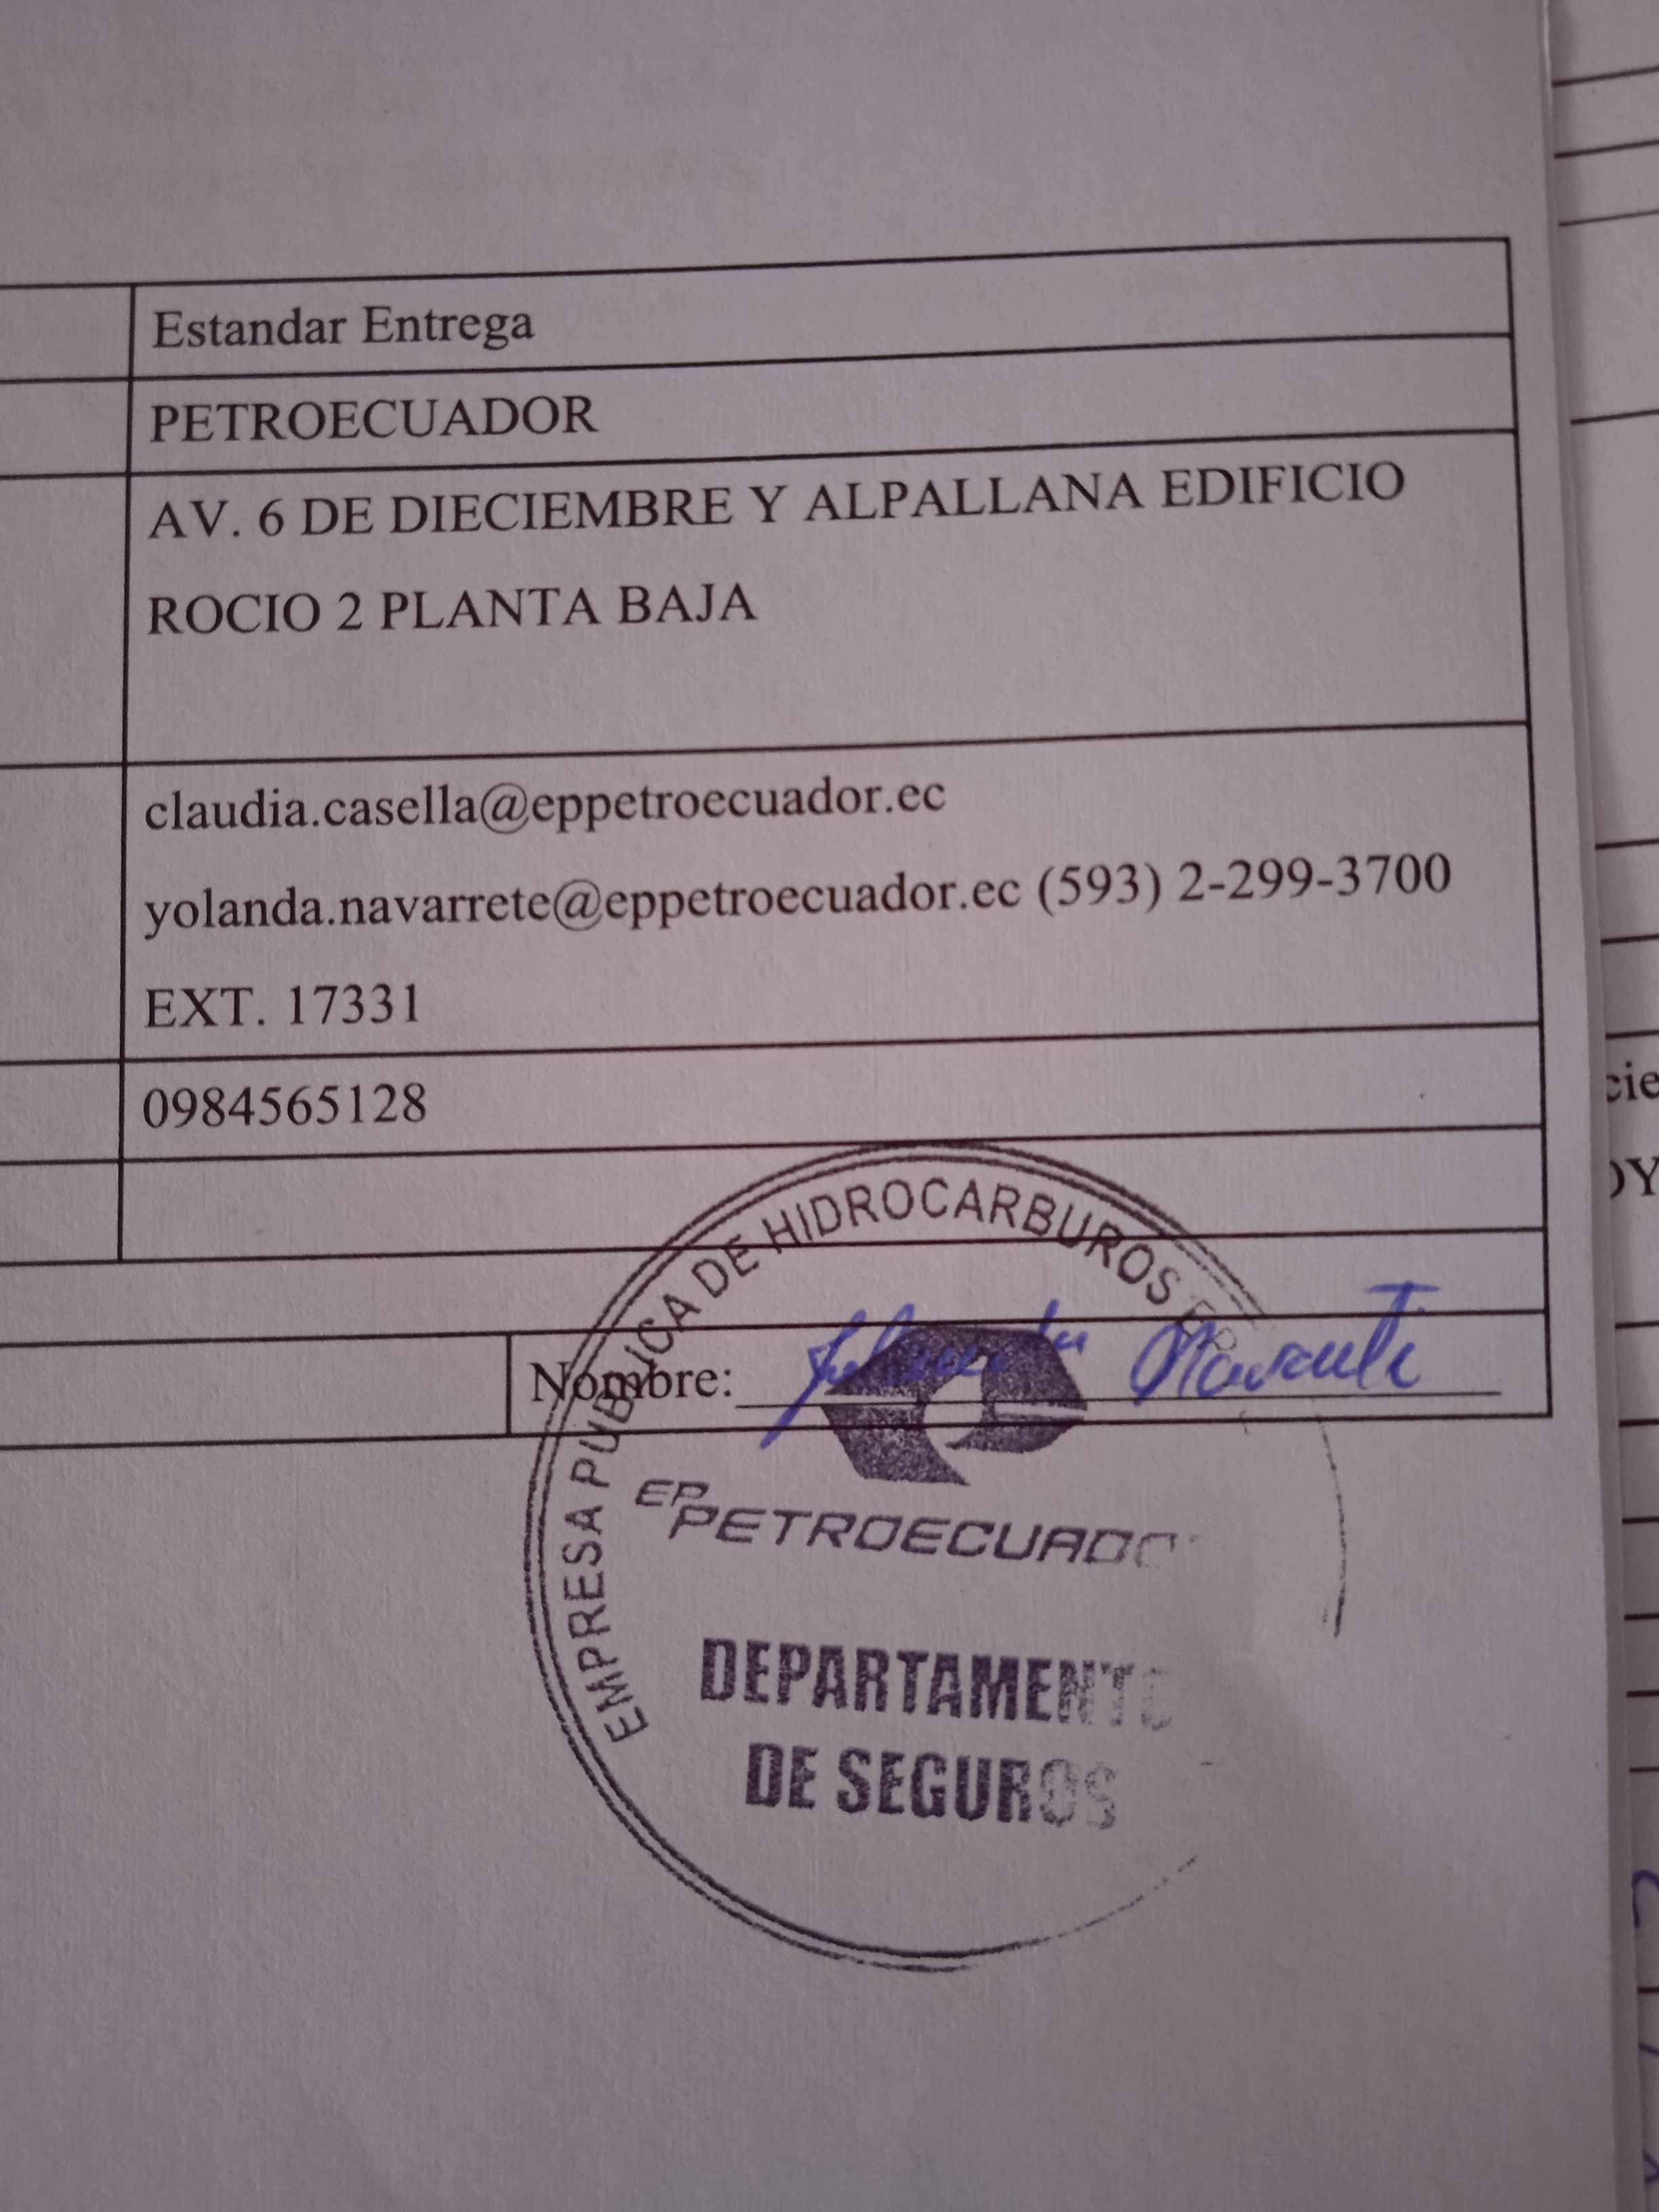 Estandar Entrega
PETROECUADOR
AV. 6 DE DIECIEMBRE Y ALPALLANA EDIFICIO
ROCIO 2 PLANTA BAJA
claudia.casella@eppetroecuador.ec
yolanda.navarrete@eppetroecuador.ec (593) 2-299-3700
EXT. 17331
0984565128
EMPRESA PUBLICA DE HIDROCARBUROS
Nombre:
EP PETROECUADOR
DEPARTAMENTO
DE SEGUROS